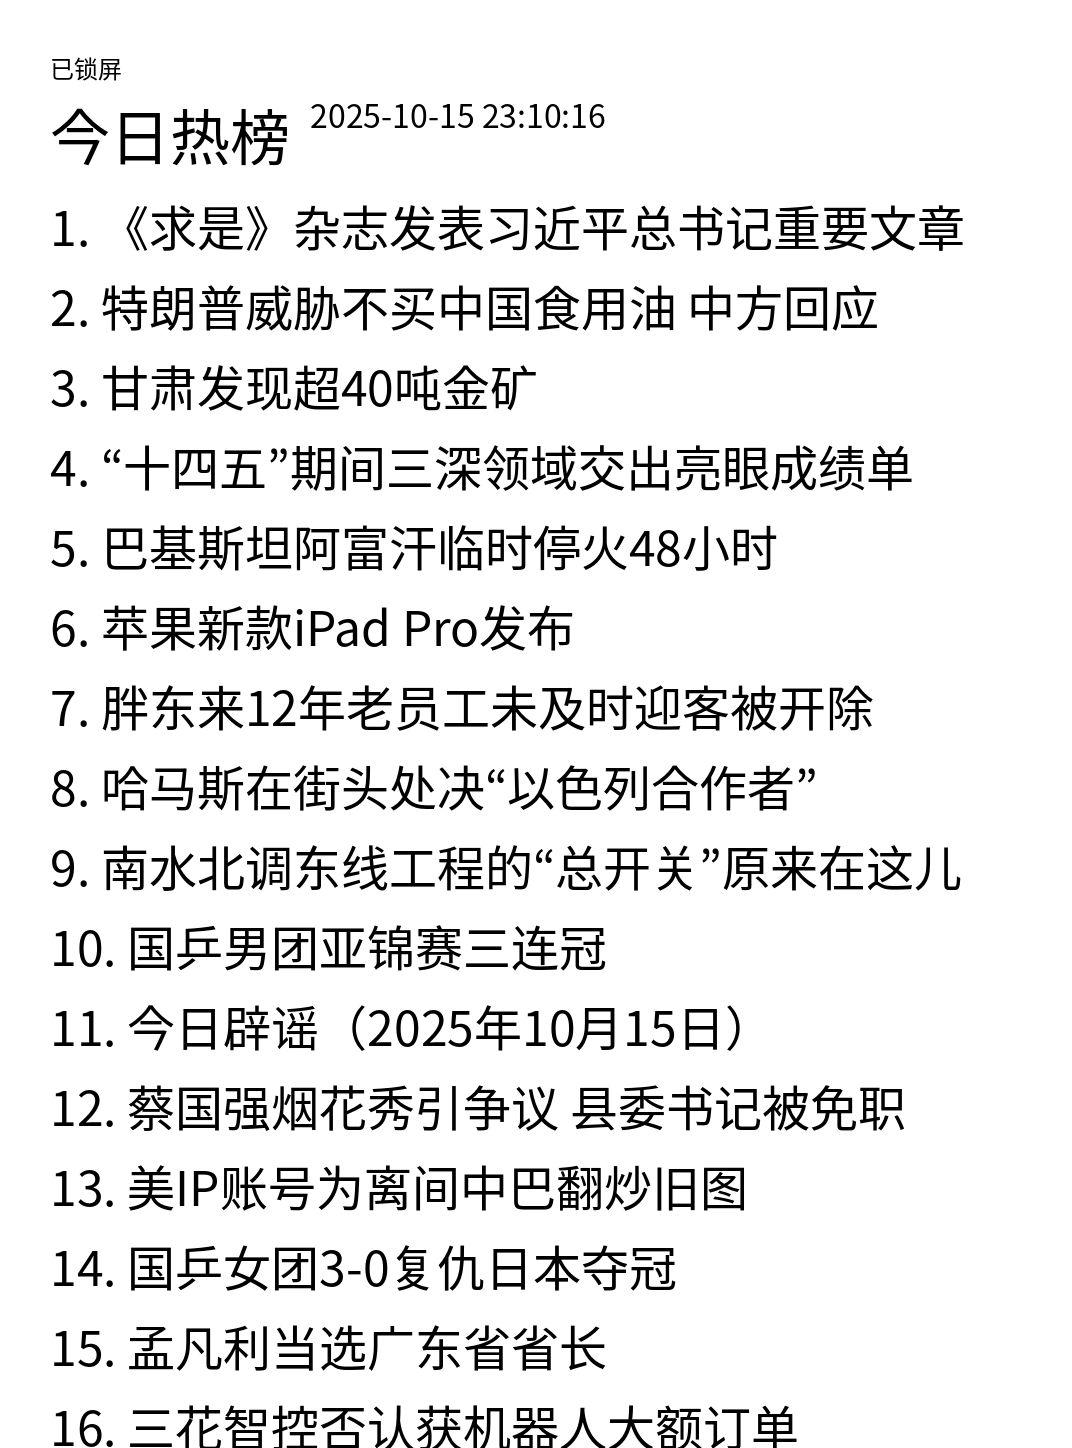 已锁屏
今日热榜 2025-10-15 23:10:16
1. 《求是》杂志发表习近平总书记重要文章
2. 特朗普威胁不买中国食用油 中方回应
3. 甘肃发现超40吨金矿
4. “十四五”期间三深领域交出亮眼成绩单
5. 巴基斯坦阿富汗临时停火48小时
6. 苹果新款iPad Pro发布
7. 胖东来12年老员工未及时迎客被开除
8. 哈马斯在街头处决“以色列合作者”
9. 南水北调东线工程的“总开关”原来在这儿
10. 国乒男团亚锦赛三连冠
11. 今日辟谣（2025年10月15日）
12. 蔡国强烟花秀引争议 县委书记被免职
13. 美IP账号为离间中巴翻炒旧图
14. 国乒女团3-0复仇日本夺冠
15. 孟凡利当选广东省省长
16. 三花智控否认获机器人大额订单